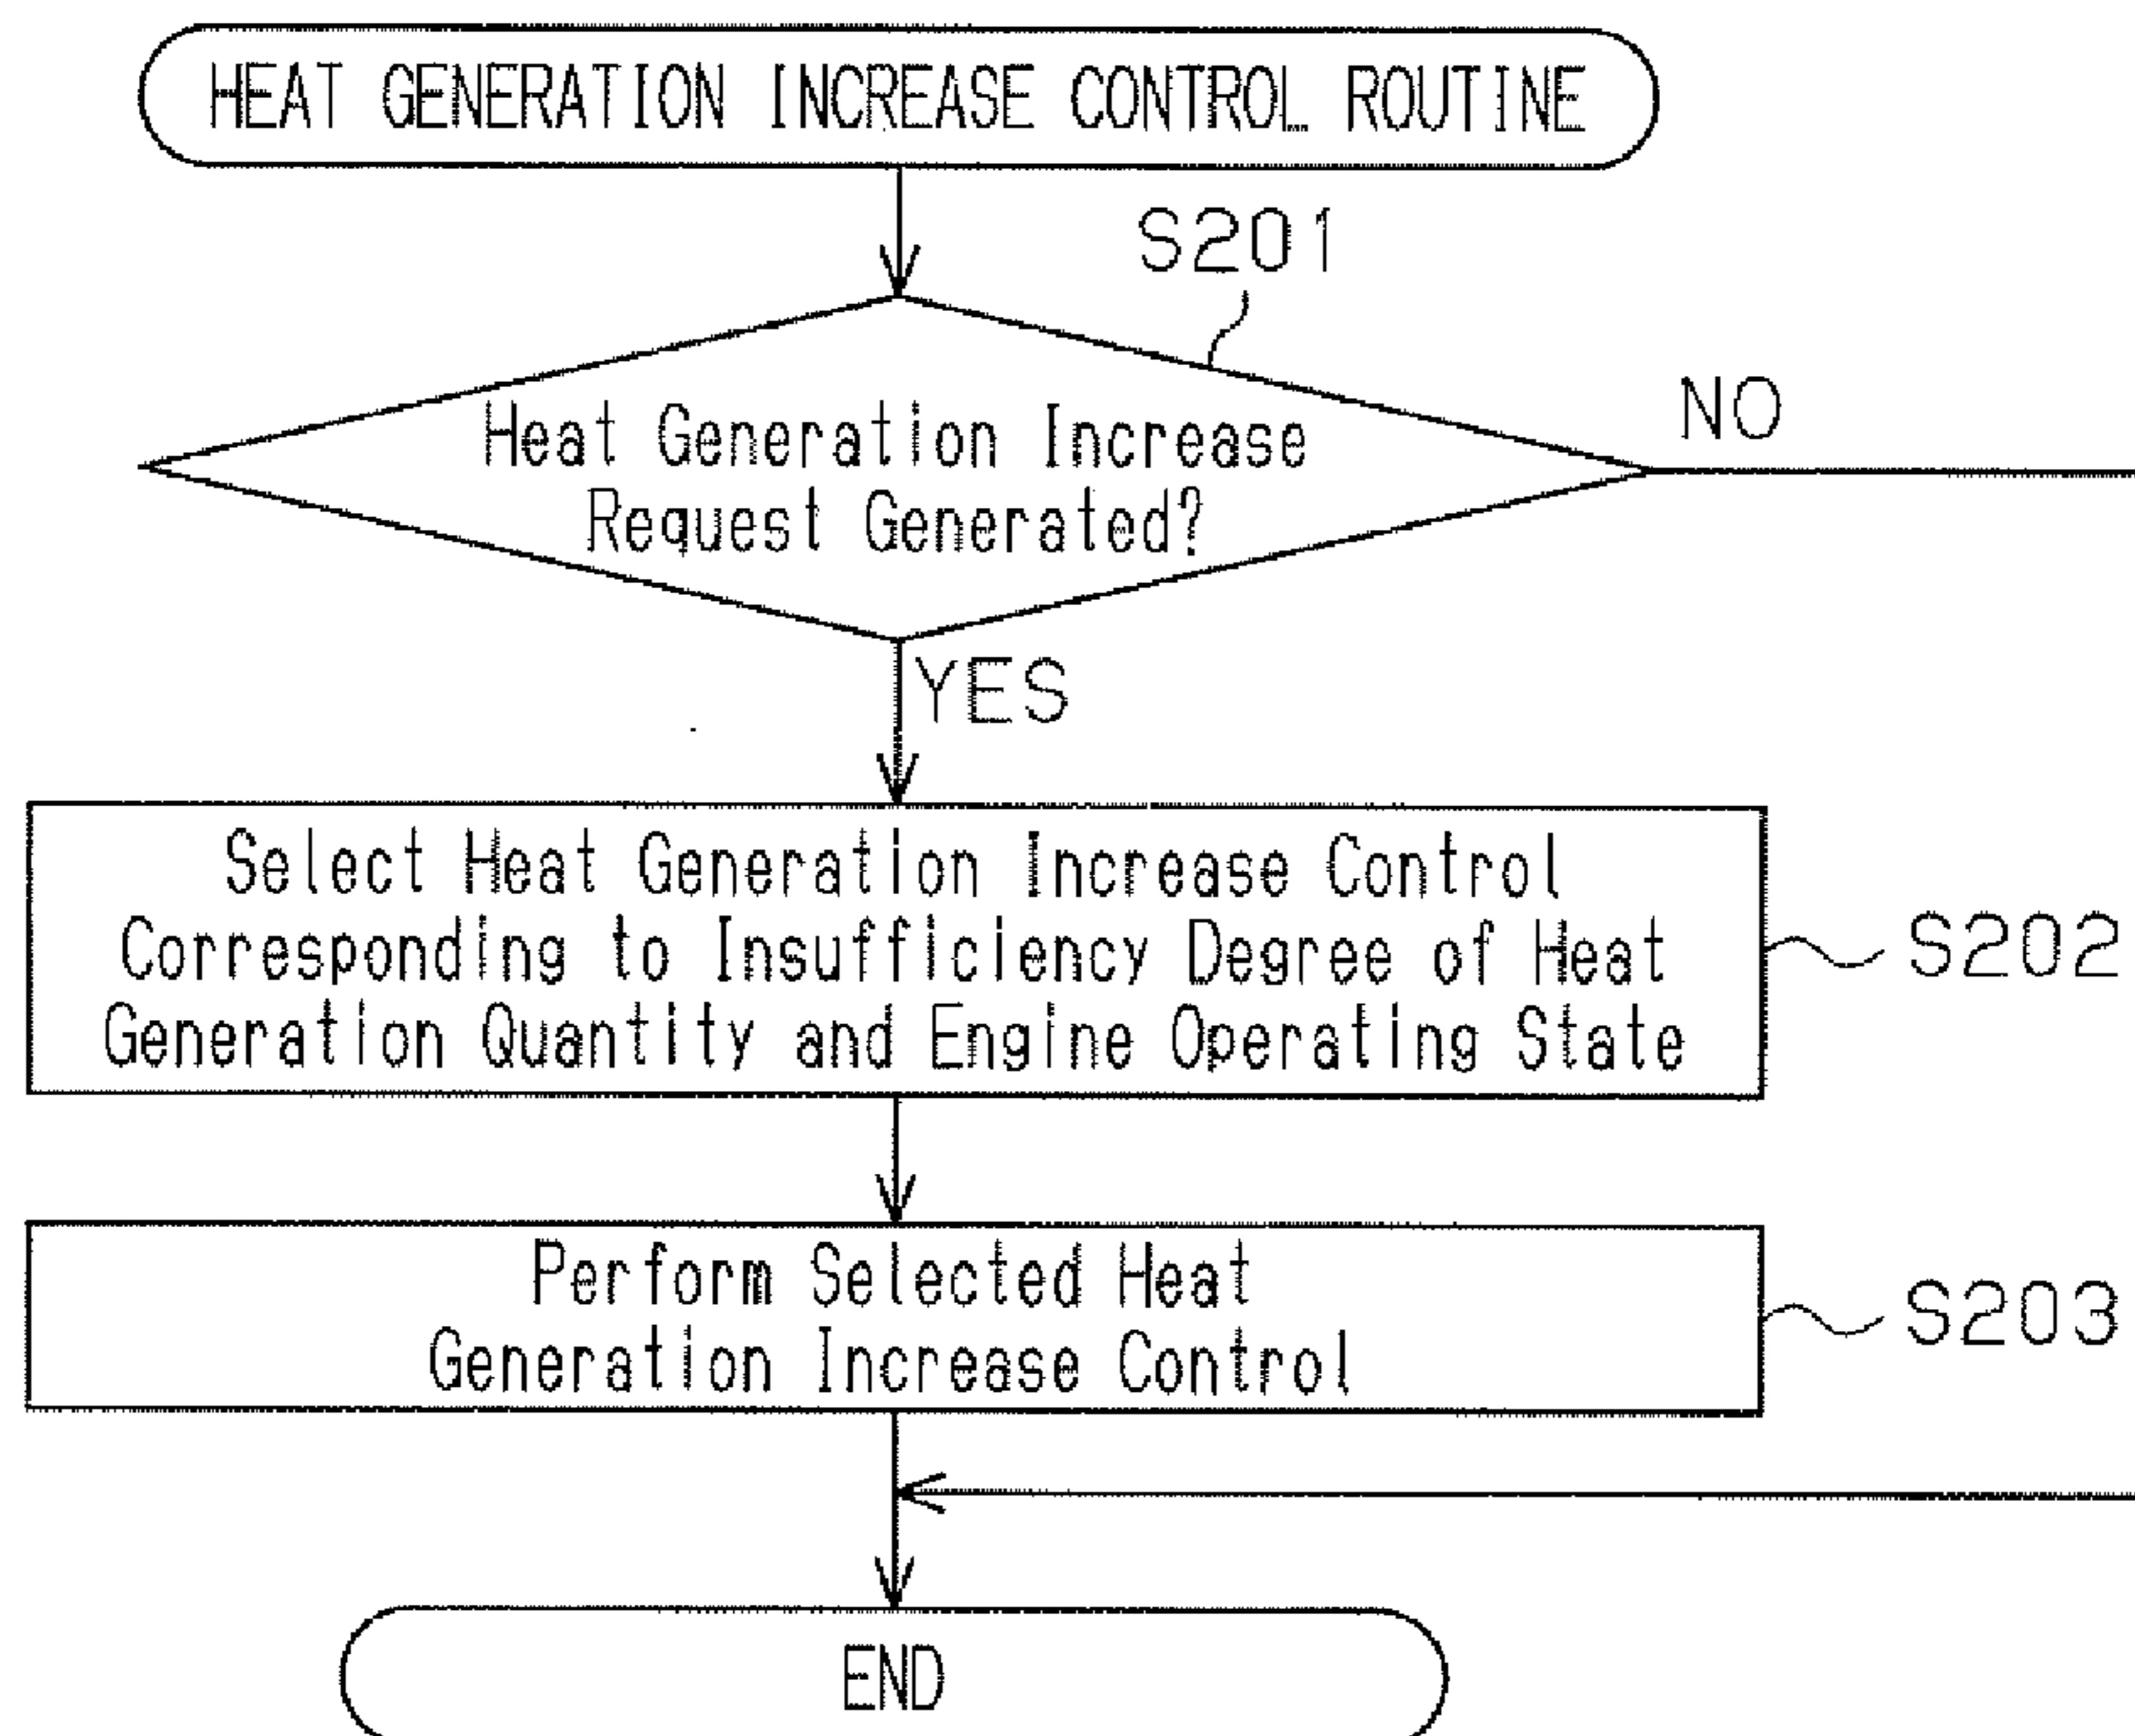 HEAT GENERATION INCREASE CONTROL ROUTINE
S201
Heat Generation Increase
Request Generated?
NO
YES
Select Heat Generation Increase Control
Corresponding to Insufficiency Degree of Heat
Generation Quantity and Engine Operating State
S202
Perform Selected Heat
Generation Increase Control
S203
END